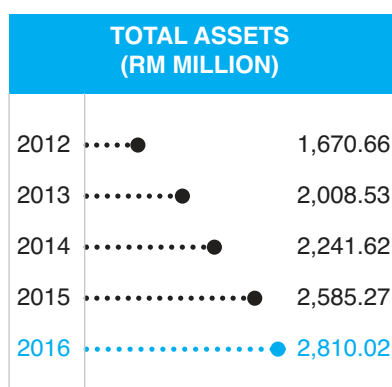 TOTAL ASSETS
(RM MILLION)
2012 1,670.66
2013 2,008.53
2014 2,241.62
2015 2,585.27
2016 2,810.02